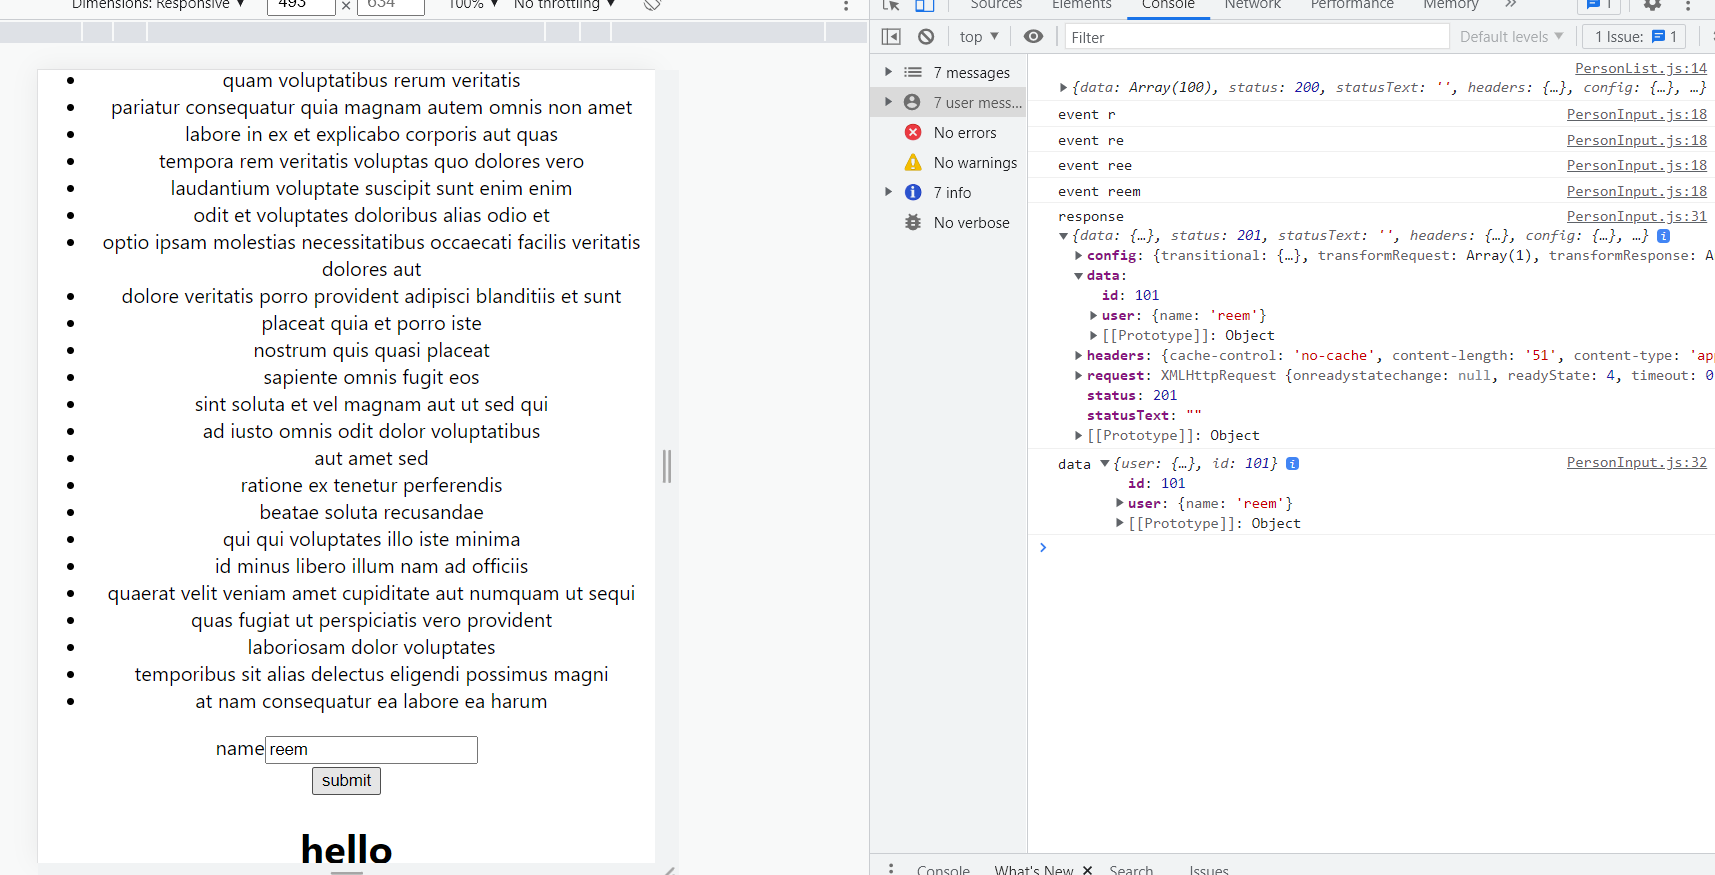 Dimensions: Responsive ▼ 493 × 634 100% ▼ No throttling ▼
quam voluptatibus rerum veritatis
pariatur consequatur quia magnam autem omnis non amet
labore in ex et explicabo corporis aut quas
tempora rem veritatis voluptas quo dolores vero
laudantium voluptate suscipit sunt enim enim
odit et voluptates doloribus alias odio et
optio ipsam molestias necessitatibus occaecati facilis veritatis
dolores aut
dolore veritatis porro provident adipisci blanditiis et sunt
placeat quia et porro iste
nostrum quis quasi placeat
sapiente omnis fugit eos
sint soluta et vel magnam aut ut sed qui
ad iusto omnis odit dolor voluptatibus
aut amet sed
ratione ex tenetur perferendis
beatae soluta recusandae
qui qui voluptates illo iste minima
id minus libero illum nam ad officiis
quaerat velit veniam amet cupiditate aut numquam ut sequi
quas fugiat ut perspiciatis vero provident
laboriosam dolor voluptates
temporibus sit alias delectus eligendi possimus magni
at nam consequatur ea labore ea harum
name reem
submit
hello
Sources Elements Console Network Performance Memory » 1
top ▼ Filter Default levels ▼ 1 Issue: 1
7 messages
7 user mess...
No errors
No warnings
7 info
No verbose
PersonList.js:14
{data: Array(100), status: 200, statusText: '', headers: {…}, config: {…}, …}
event r PersonInput.js:18
event re PersonInput.js:18
event ree PersonInput.js:18
event reem PersonInput.js:18
response PersonInput.js:31
{data: {…}, status: 201, statusText: '', headers: {…}, config: {…}, …}
config: {transitional: {…}, transformRequest: Array(1), transformResponse: A
data:
id: 101
user: {name: 'reem'}
[[Prototype]]: Object
headers: {cache-control: 'no-cache', content-length: '51', content-type: 'app
request: XMLHttpRequest {onreadystatechange: null, readyState: 4, timeout: 0
status: 201
statusText: ""
[[Prototype]]: Object
data {user: {…}, id: 101} PersonInput.js:32
id: 101
user: {name: 'reem'}
[[Prototype]]: Object
Console What's New × Search Issues